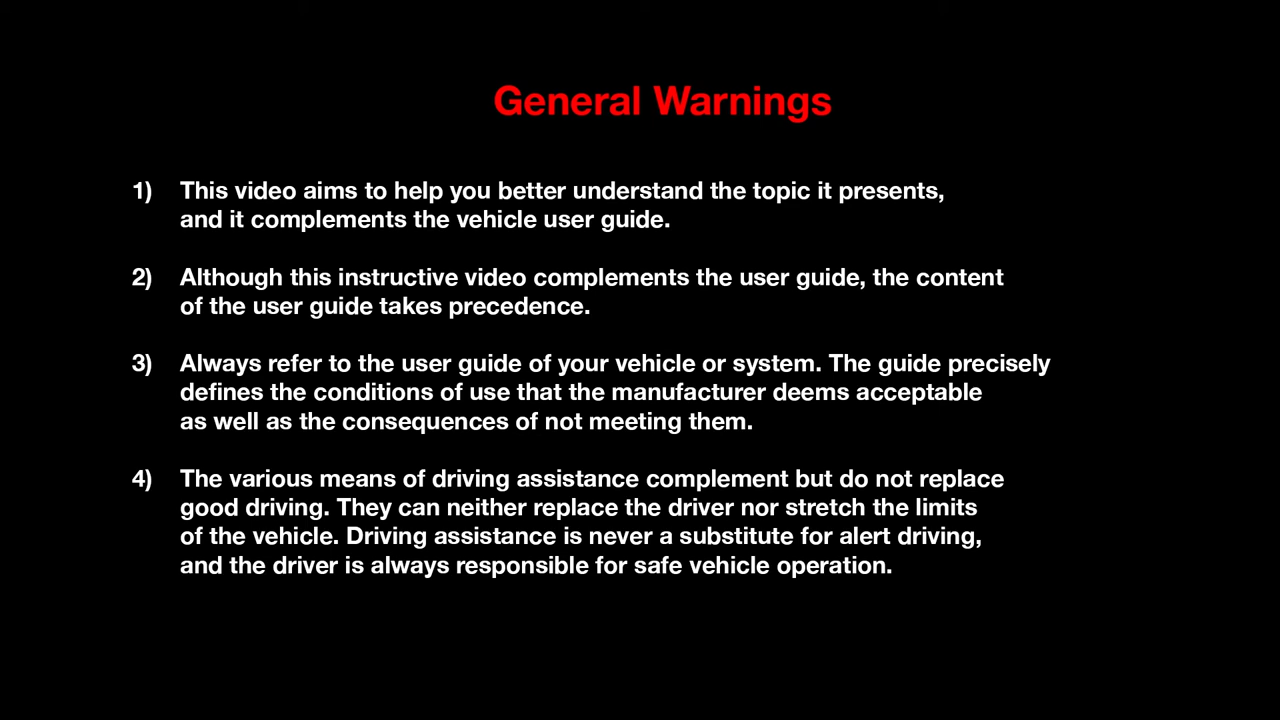 General Warnings
1) This video aims to help you better understand the topic it presents,
and it complements the vehicle user guide.
2) Although this instructive video complements the user guide, the content
of the user guide takes precedence.
3) Always refer to the user guide of your vehicle or system. The guide precisely
defines the conditions of use that the manufacturer deems acceptable
as well as the consequences of not meeting them.
4) The various means of driving assistance complement but do not replace
good driving. They can neither replace the driver nor stretch the limits
of the vehicle. Driving assistance is never a substitute for alert driving,
and the driver is always responsible for safe vehicle operation.